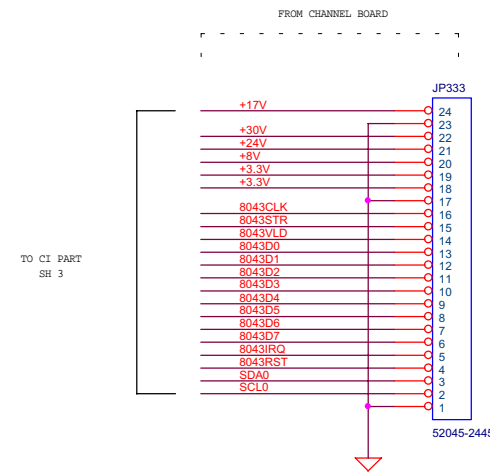 FROM CHANNEL BOARD
JP333
+17V 24
23
+30V 22
+24V 21
+8V 20
+3.3V 19
+3.3V 18
17
8043CLK 16
8043STR 15
8043VLD 14
8043D0 13
8043D1 12
8043D2 11
8043D3 10
8043D4 9
8043D5 8
8043D6 7
8043D7 6
8043IRQ 5
8043RST 4
SDA0 3
SCL0 2
1
TO CI PART
SH 3
52045-2445